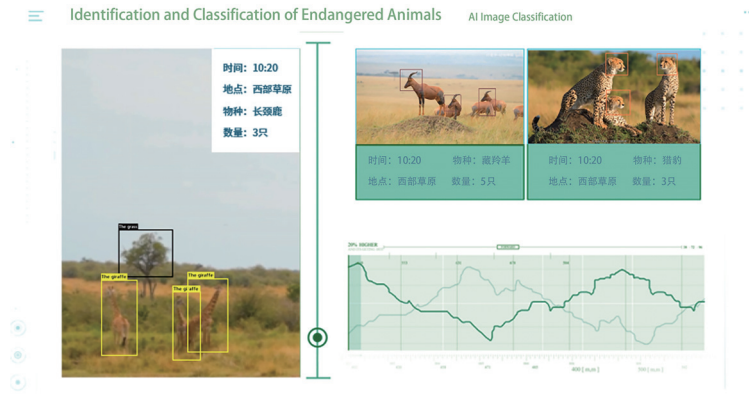 Identification and Classification of Endangered Animals
AI Image Classification
时间：10:20
地点：西部草原
物种：长颈鹿
数量：3只
The grass
The giraffe
The giraffe
The giraffe
时间：10:20 物种：藏羚羊
地点：西部草原 数量：5只
时间：10:20 物种：猎豹
地点：西部草原 数量：3只